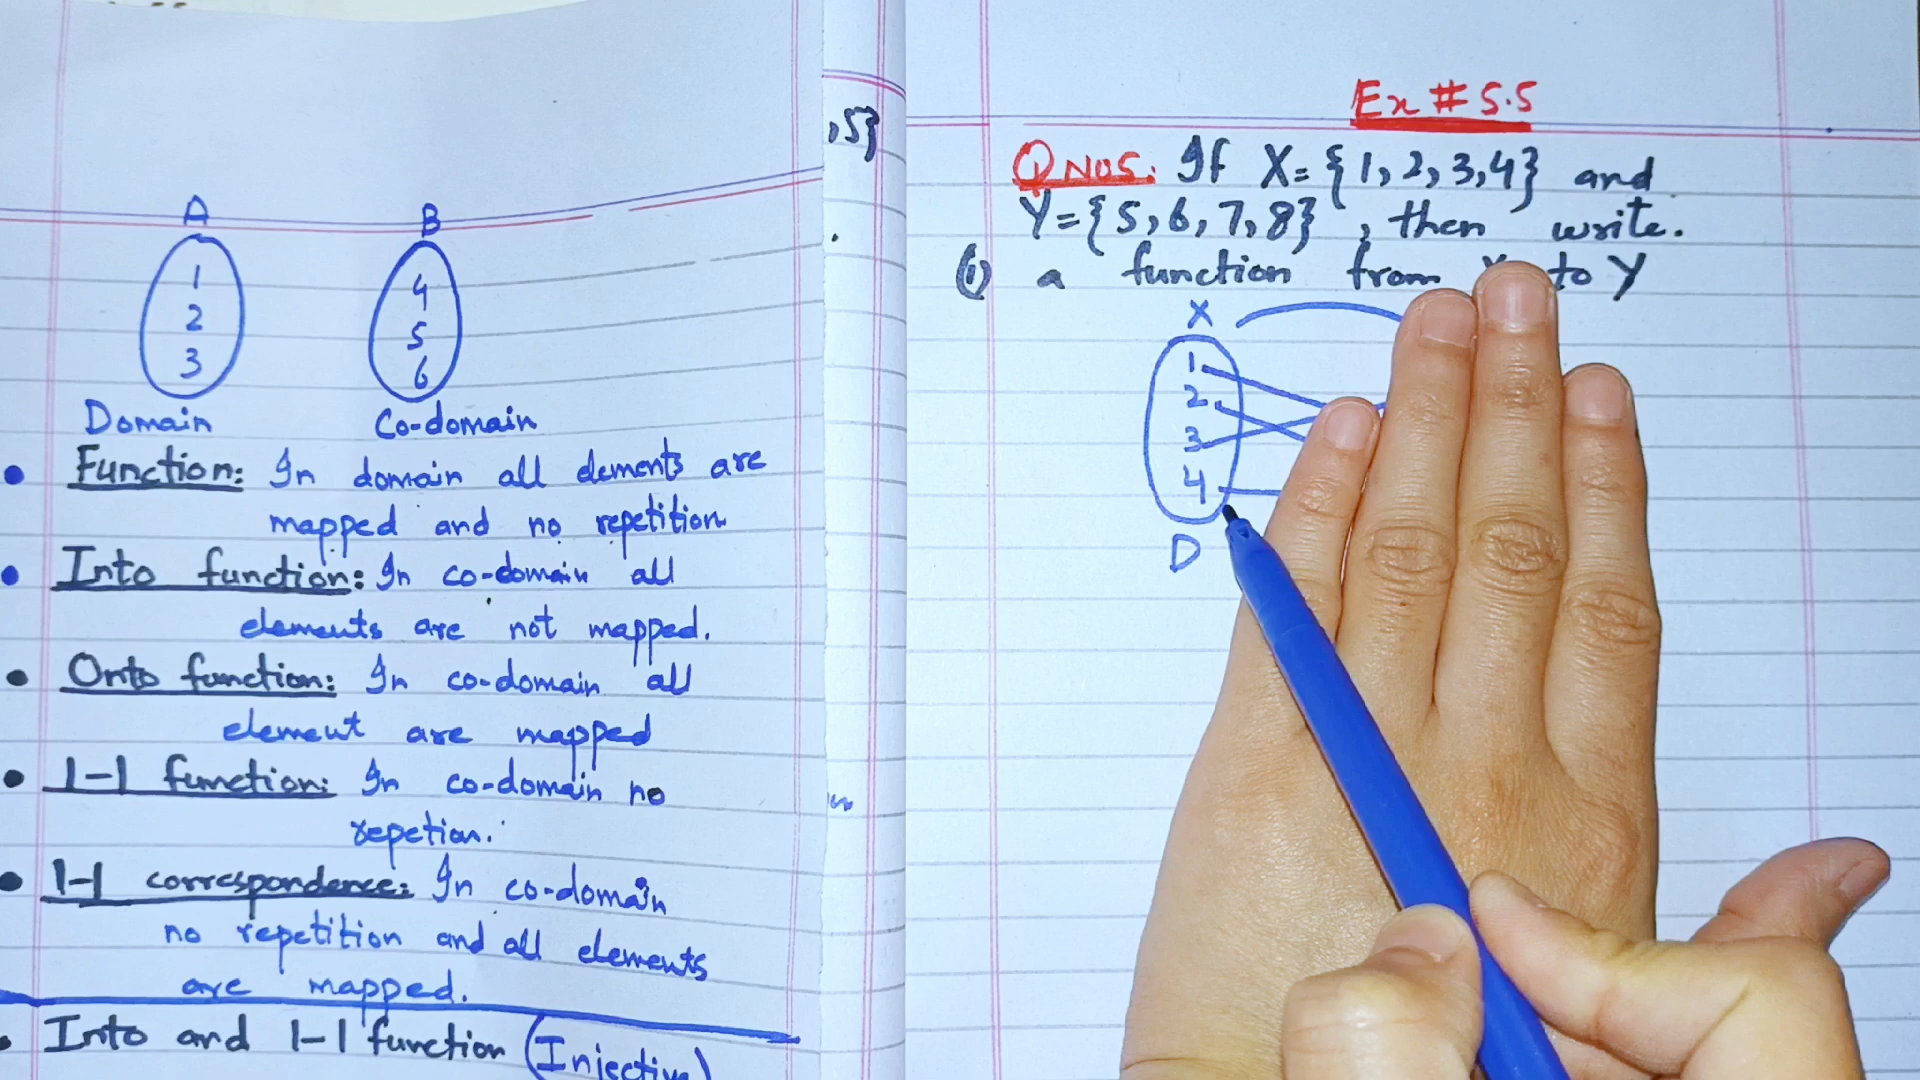 A B
1 4
2 5
3 6
Domain Co-domain
Function: In domain all elements are
mapped and no repetition
Into function: In co-domain all
elements are not mapped.
Onto function: In co-domain all
element are mapped
1-1 function: In co-domain no
repetion.
1-1 correspondence: In co-domain
no repetition and all elements
are mapped.
Into and 1-1 function (Injective)
,5}
Ex # 5.5
Q NO5. If X= {1, 2, 3, 4} and
Y={5, 6, 7, 8} , then write.
(i) a function from X to Y
X
1
2
3
4
D